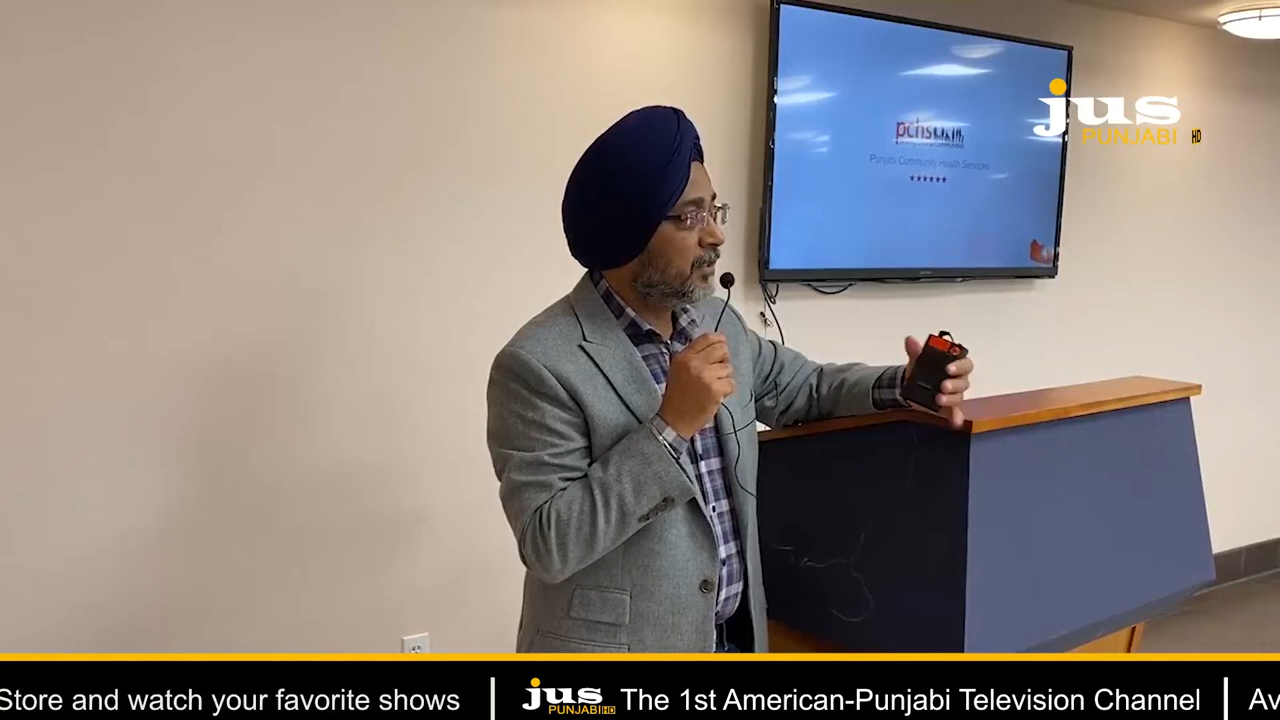 jus
PUNJABI HD
pchs
Punjabi Community Health Services
Store and watch your favorite shows
jus
PUNJABI HD
The 1st American-Punjabi Television Channel
Av